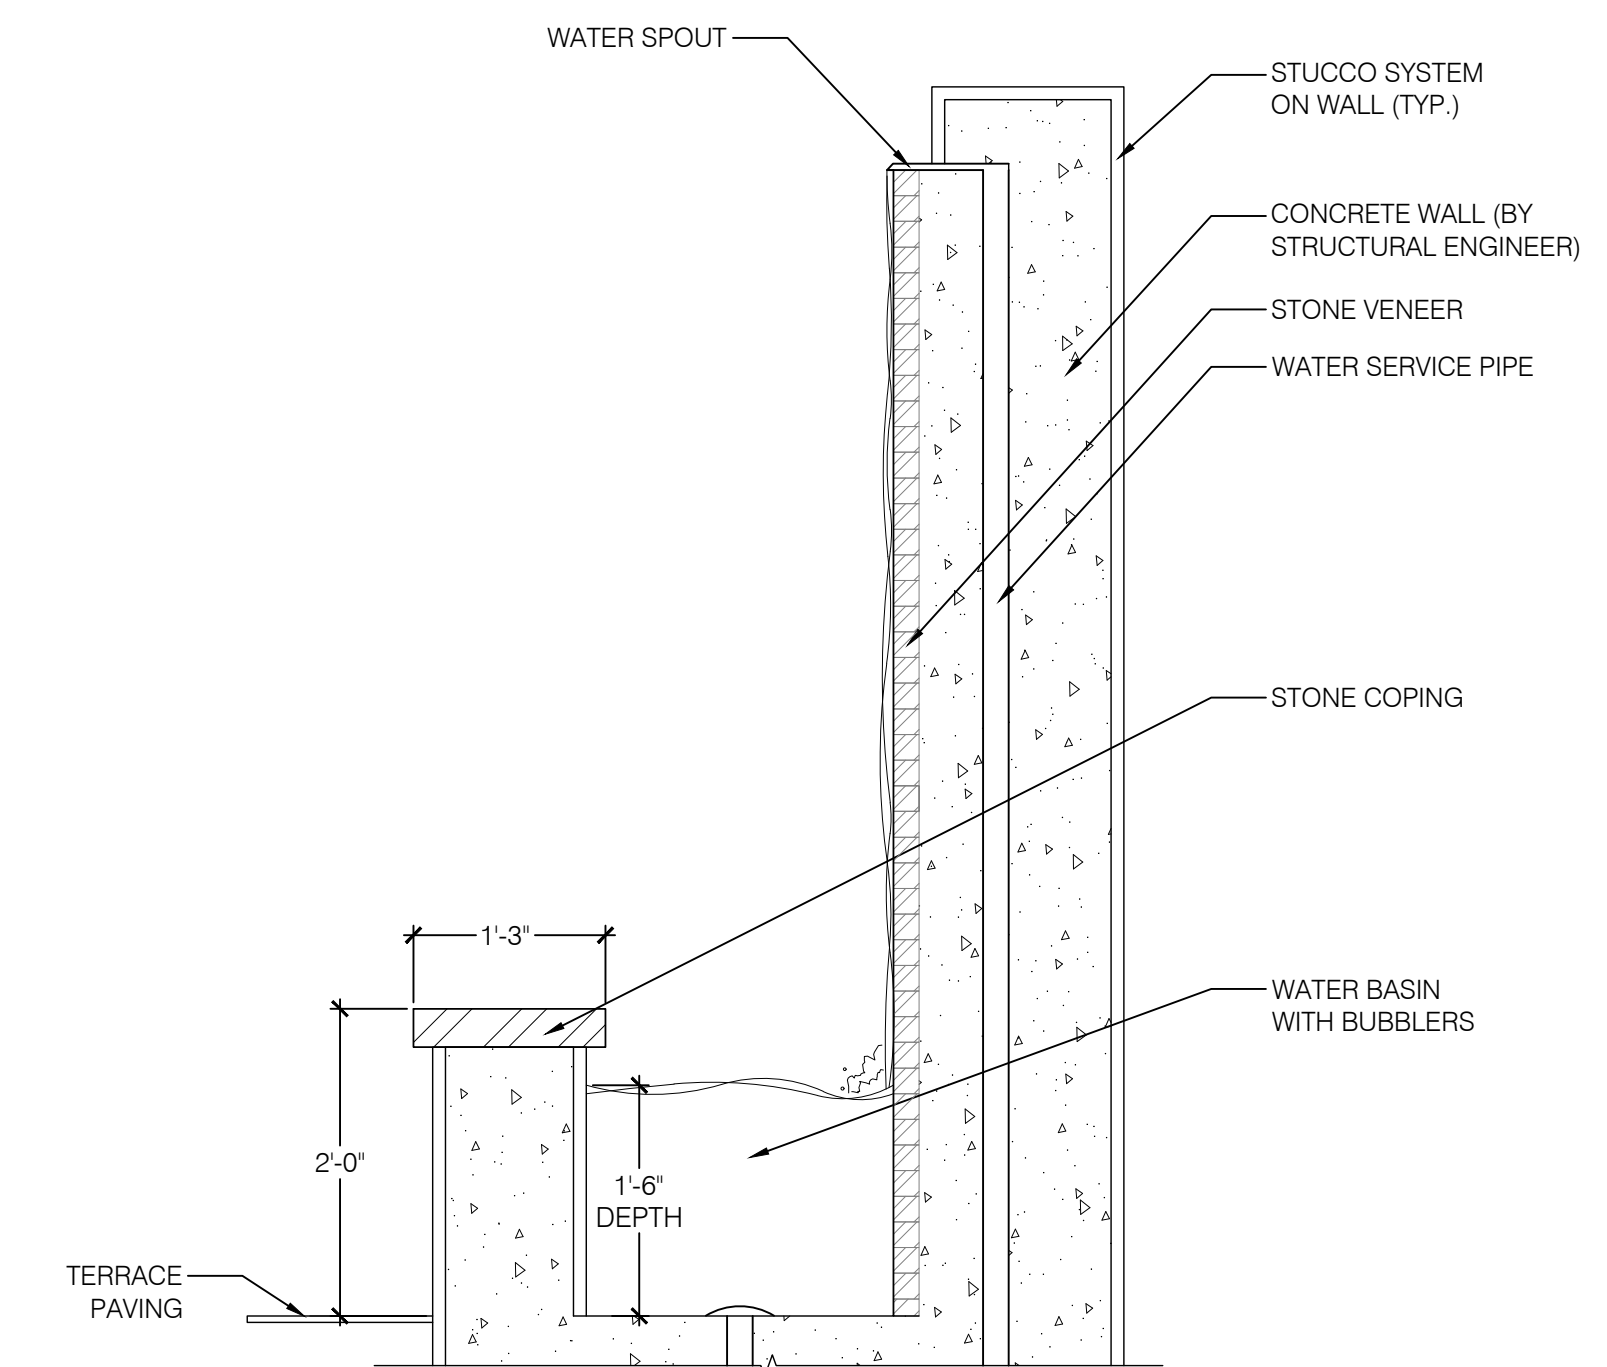 WATER SPOUT
STUCCO SYSTEM
ON WALL (TYP.)
CONCRETE WALL (BY
STRUCTURAL ENGINEER)
STONE VENEER
WATER SERVICE PIPE
STONE COPING
1'-3"
WATER BASIN
WITH BUBBLERS
2'-0"
1'-6"
DEPTH
TERRACE
PAVING